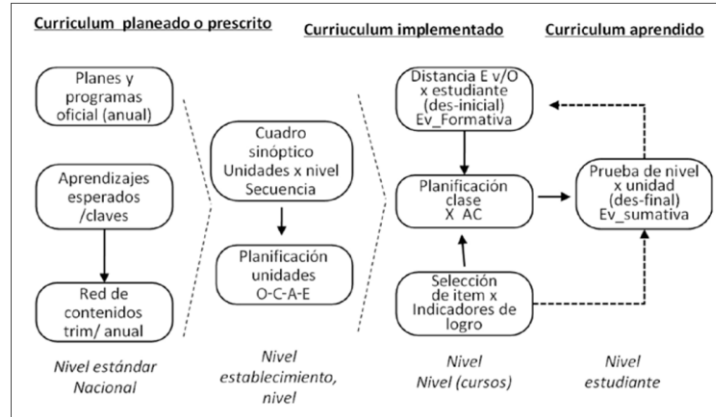 Curriculum planeado o prescrito
Curriuculum implementado
Curriculum aprendido
Planes y
programas
oficial (anual)
Aprendizajes
esperados
/claves
Red de
contenidos
trim/ anual
Nivel estándar
Nacional
Cuadro
sinóptico
Unidades x nivel
Secuencia
Planificación
unidades
O-C-A-E
Nivel
establecimiento,
nivel
Distancia E v/O
x estudiante
(des-inicial)
Ev_Formativa
Planificación
clase
X AC
Selección
de item x
Indicadores de
logro
Nivel
Nivel (cursos)
Prueba de nivel
x unidad
(des-final)
Ev_sumativa
Nivel
estudiante